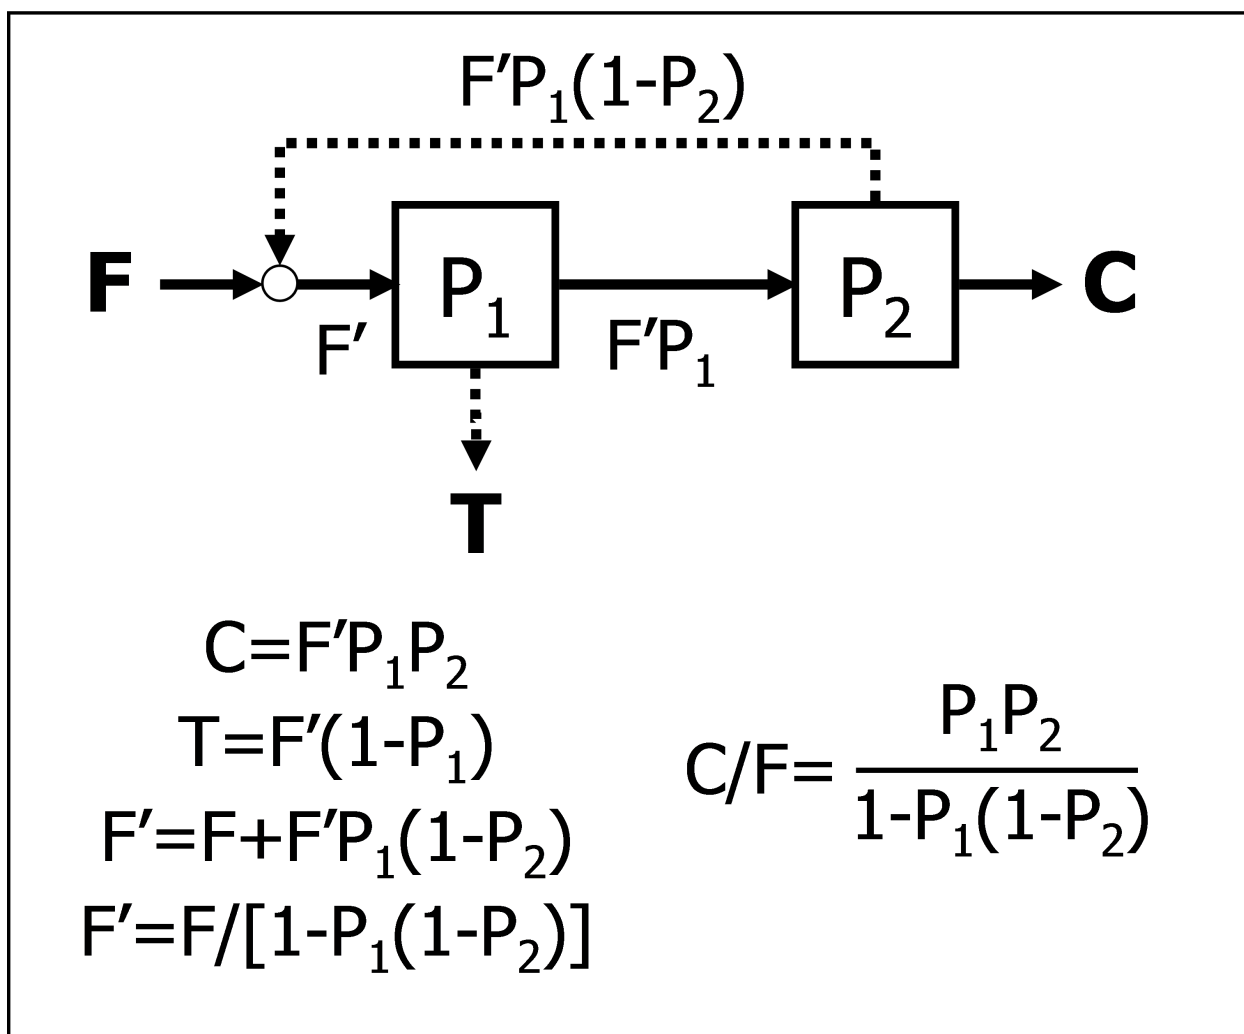 F'P₁(1-P₂)
F
P₁
P₂
C
F'
F'P₁
T
C=F'P₁P₂
T=F'(1-P₁)
F'=F+F'P₁(1-P₂)
F'=F/[1-P₁(1-P₂)]
P₁P₂
C/F=
1-P₁(1-P₂)